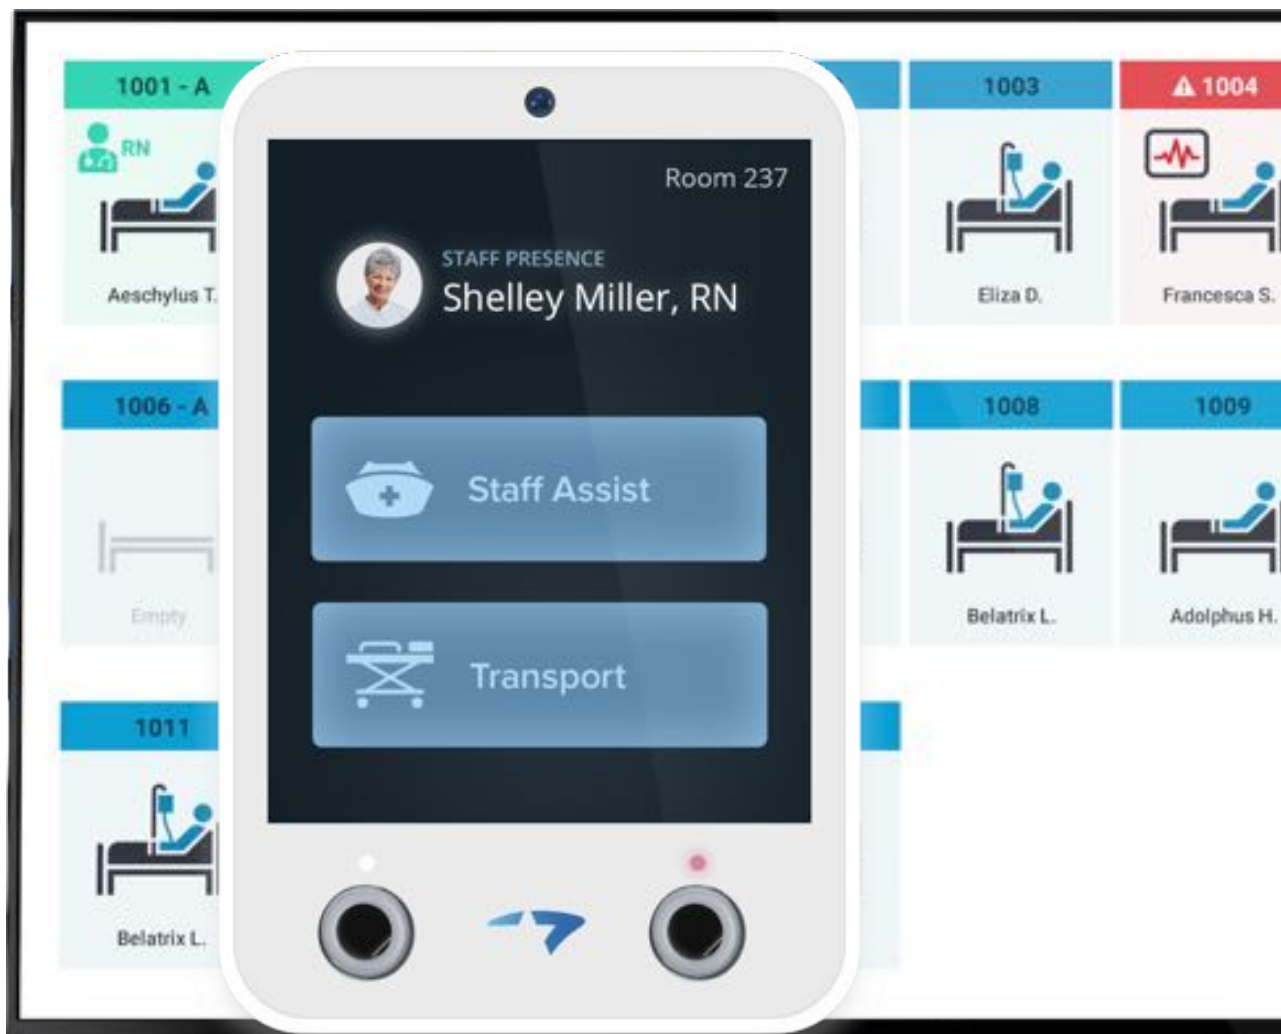 1001 - A
1003
1004
RN
Aeschylus T.
Eliza D.
Francesca S.
Room 237
STAFF PRESENCE
Shelley Miller, RN
1006 - A
1008
1009
Staff Assist
Empty
Belatrix L.
Adolphus H.
Transport
1011
Belatrix L.